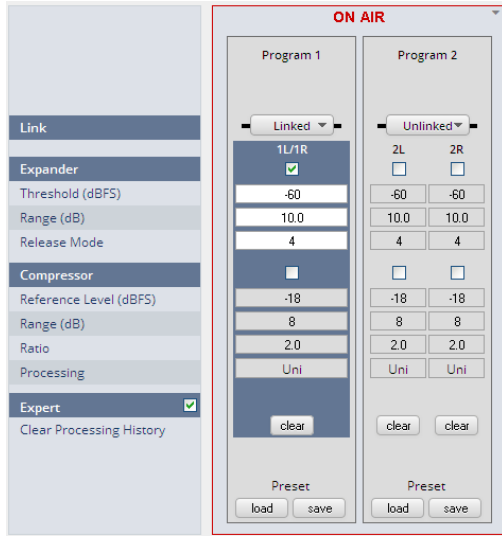 ON AIR
Program 1 Program 2
Link Linked Unlinked
1L/1R 2L 2R
Expander
Threshold (dBFS) -60 -60 -60
Range (dB) 10.0 10.0 10.0
Release Mode 4 4 4
Compressor
Reference Level (dBFS) -18 -18 -18
Range (dB) 8 8 8
Ratio 2.0 2.0 2.0
Processing Uni Uni Uni
Expert
Clear Processing History clear clear clear
Preset Preset
load save load save